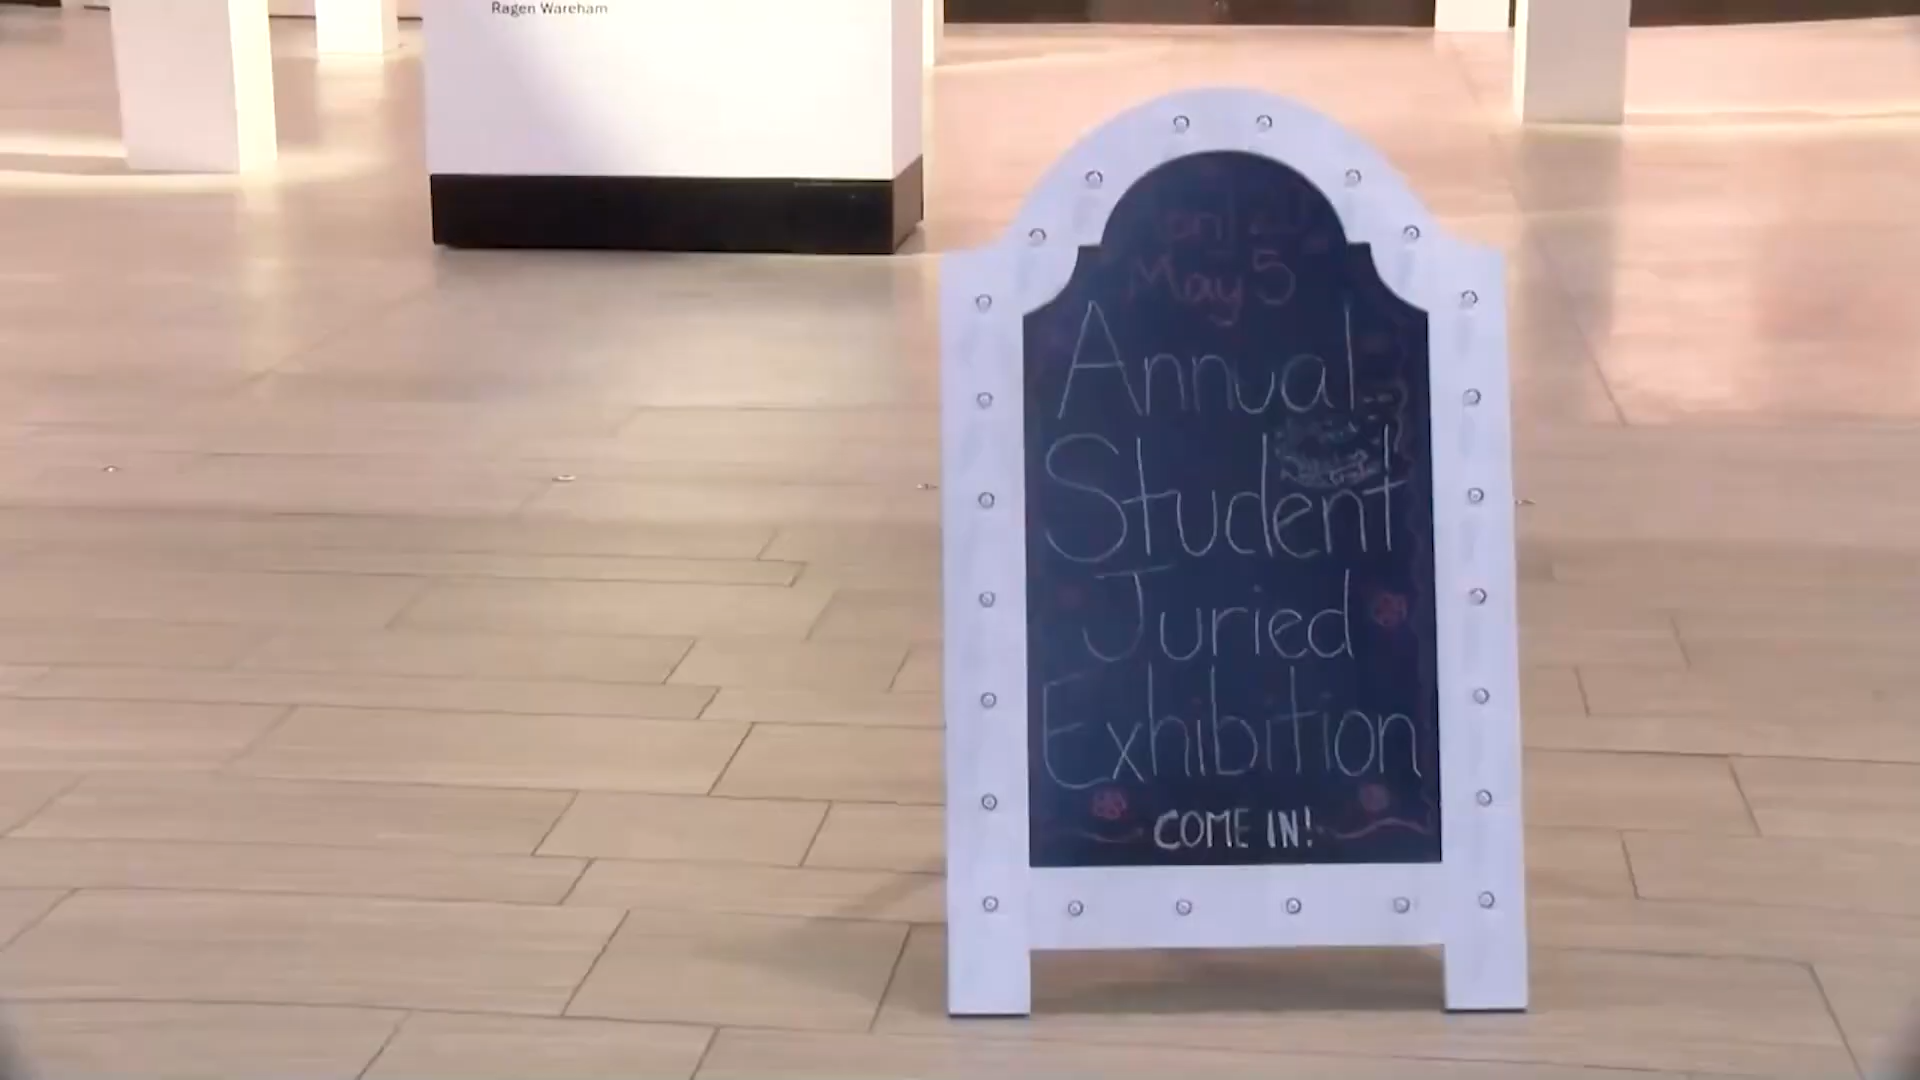 Ragen Wareham
May 5
Annual
Student
Juried
Exhibition
COME IN!